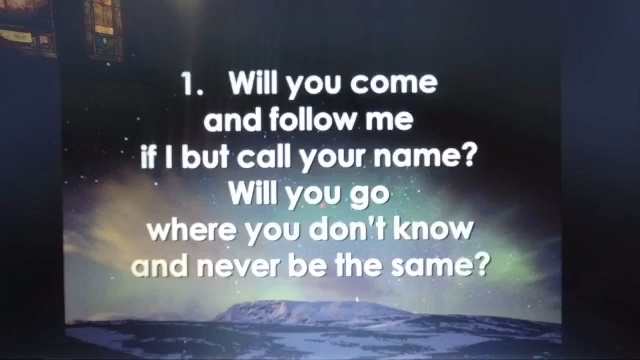 1. Will you come
and follow me
if I but call your name?
Will you go
where you don't know
and never be the same?